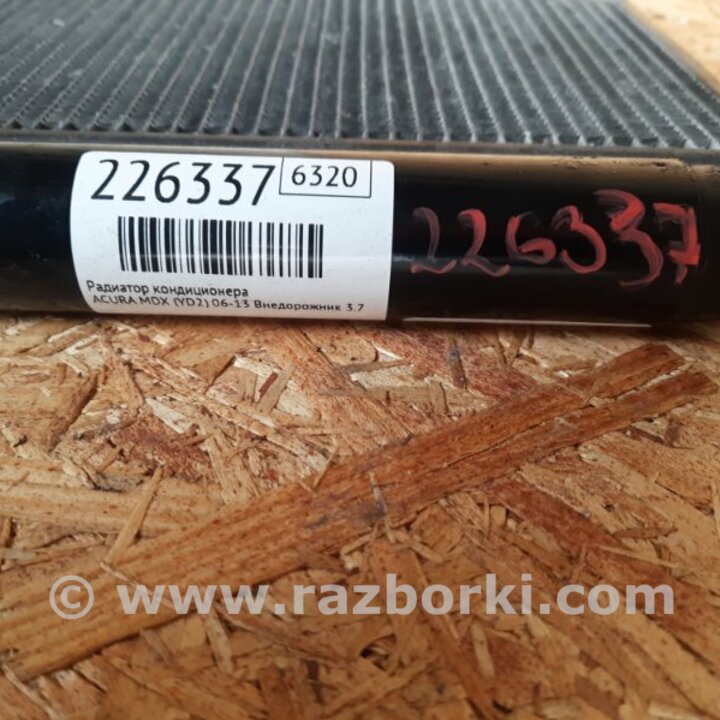 226337 6320
Радиатор кондиционера
ACURA MDX (YD2) 06-13 Внедорожник 3.7
226337
© www.razborki.com